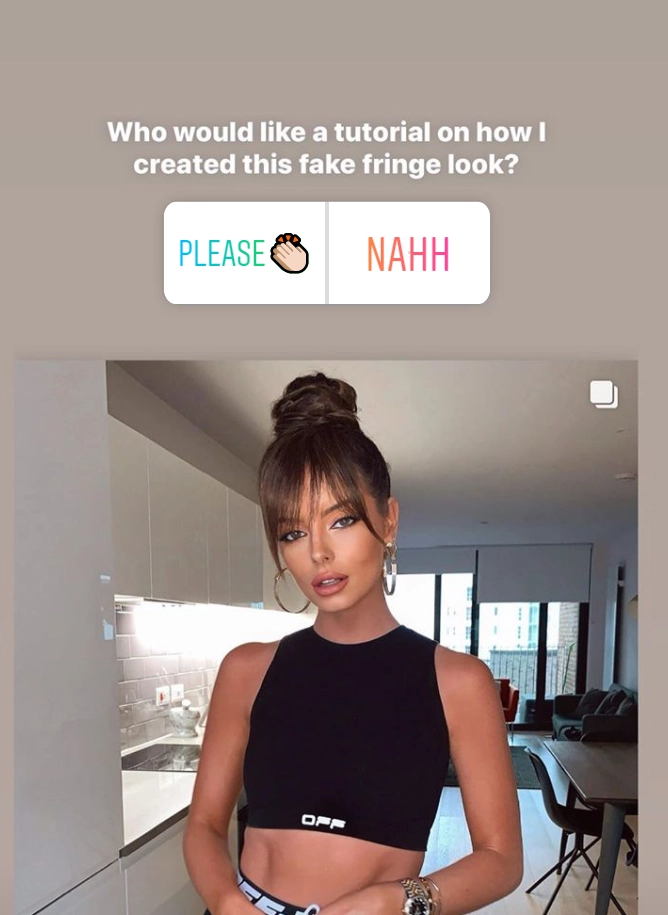 Who would like a tutorial on how I
created this fake fringe look?
PLEASE👏🏻 NAHH
OFF